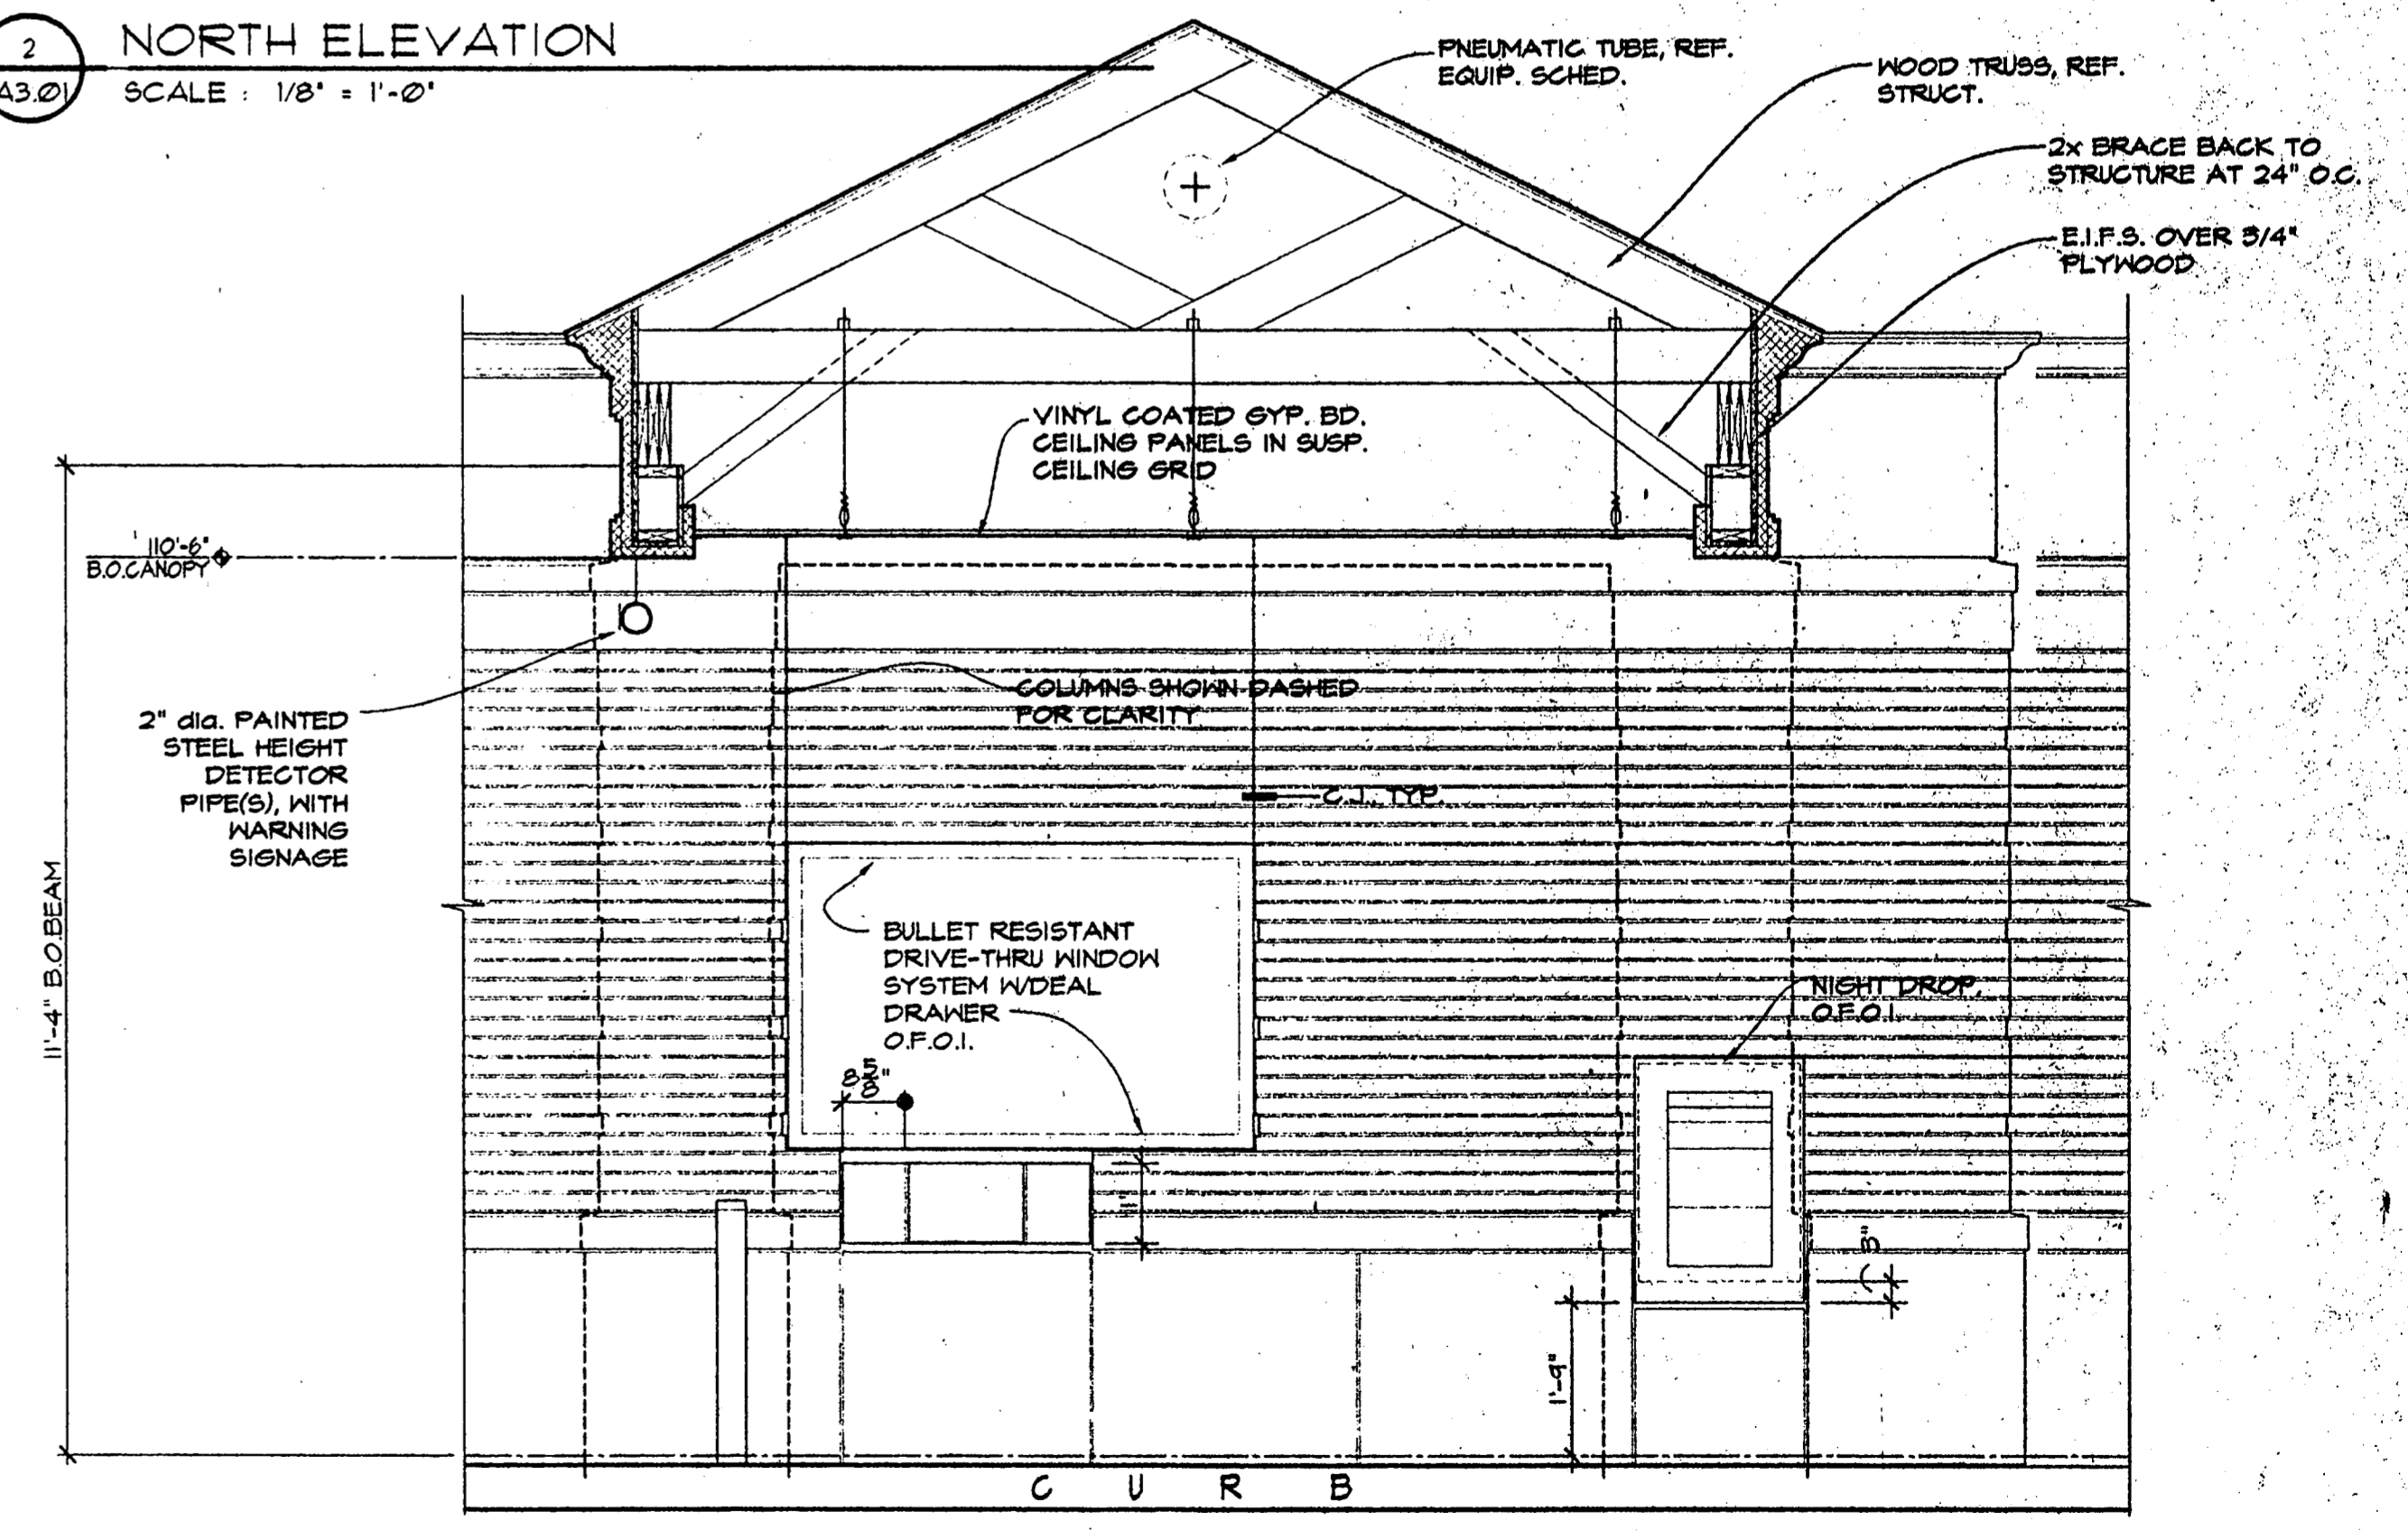 2
A3.01
NORTH ELEVATION
SCALE : 1/8" = 1'-0"
PNEUMATIC TUBE, REF.
EQUIP. SCHED.
WOOD TRUSS, REF.
STRUCT.
2x BRACE BACK TO
STRUCTURE AT 24" O.C.
E.I.F.S. OVER 3/4"
PLYWOOD
VINYL COATED GYP. BD.
CEILING PANELS IN SUSP.
CEILING GRID
110'-6"
B.O.CANOPY
2" dia. PAINTED
STEEL HEIGHT
DETECTOR
PIPE(S), WITH
WARNING
SIGNAGE
COLUMNS SHOWN DASHED
FOR CLARITY
C.J., TYP.
11'-4" B.O.BEAM
BULLET RESISTANT
DRIVE-THRU WINDOW
SYSTEM W/DEAL
DRAWER
O.F.O.I.
NIGHT DROP,
O.F.O.I.
8 5/8"
3"
1'-9"
CURB